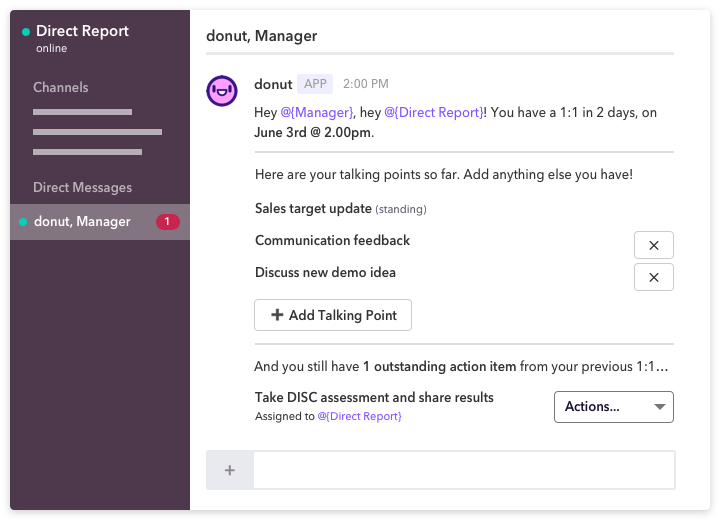 Direct Report
online
Channels
Direct Messages
donut, Manager 1
donut, Manager
donut APP 2:00 PM
Hey @{Manager}, hey @{Direct Report}! You have a 1:1 in 2 days, on
June 3rd @ 2.00pm.
Here are your talking points so far. Add anything else you have!
Sales target update (standing)
Communication feedback
Discuss new demo idea
+ Add Talking Point
And you still have 1 outstanding action item from your previous 1:1...
Take DISC assessment and share results
Assigned to @{Direct Report}
Actions...
+